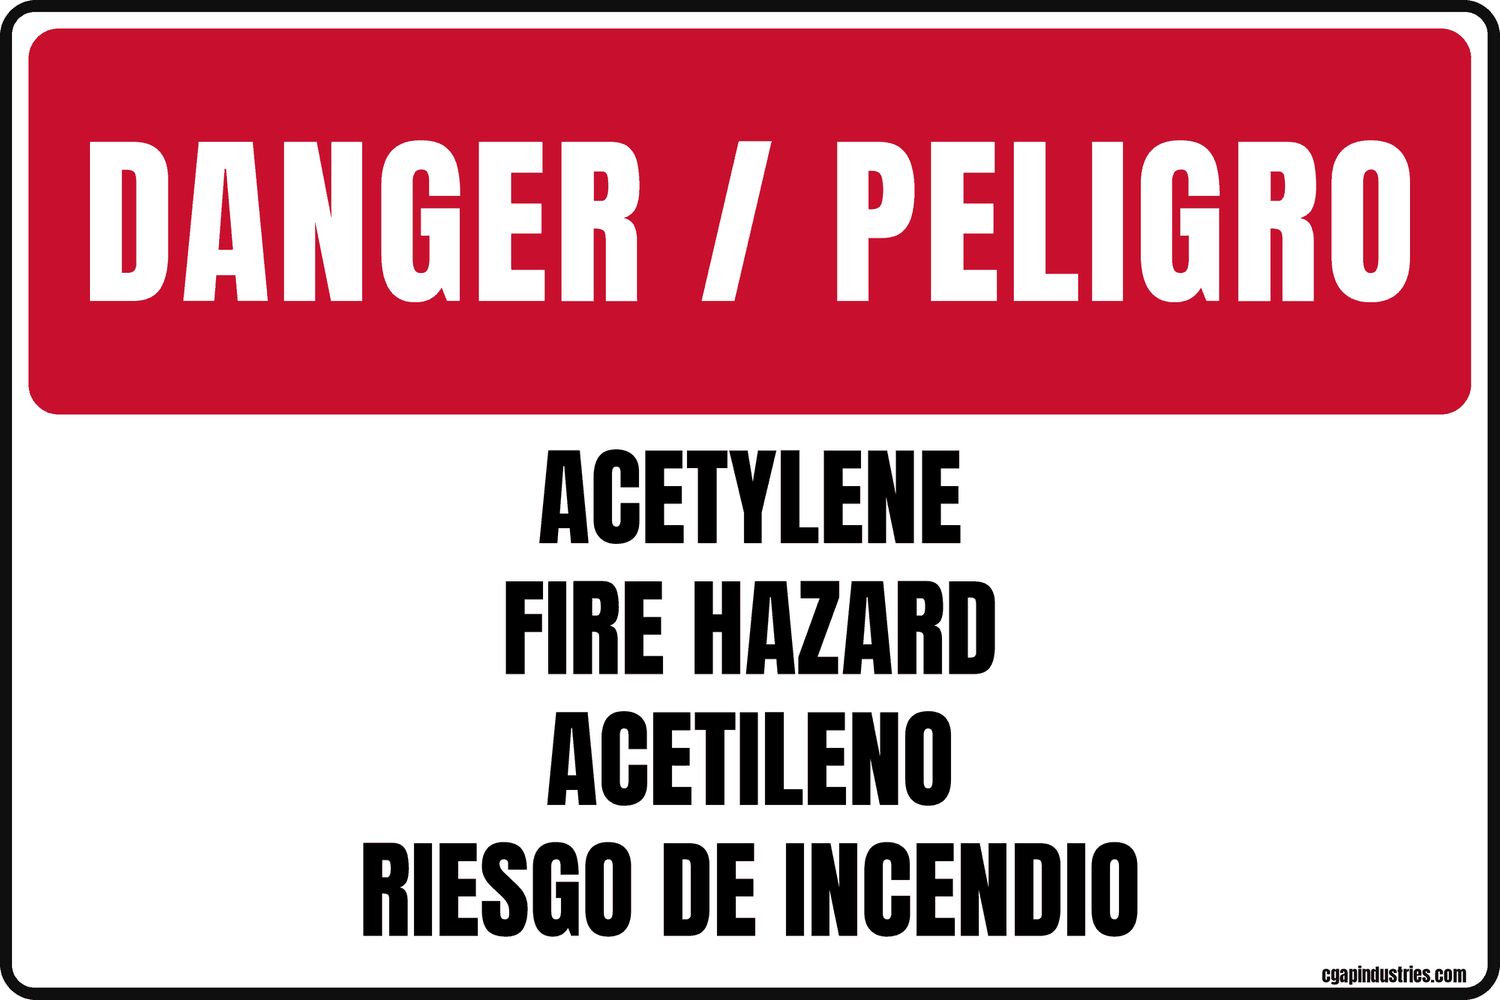 DANGER / PELIGRO
ACETYLENE
FIRE HAZARD
ACETILENO
RIESGO DE INCENDIO
cgapindustries.com